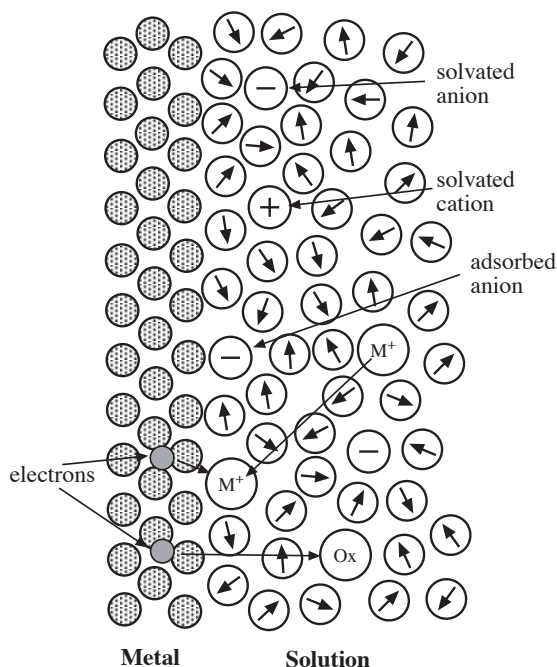 −
solvated
anion
+
solvated
cation
adsorbed
anion
−
M+
electrons
M+
−
Ox
Metal
Solution